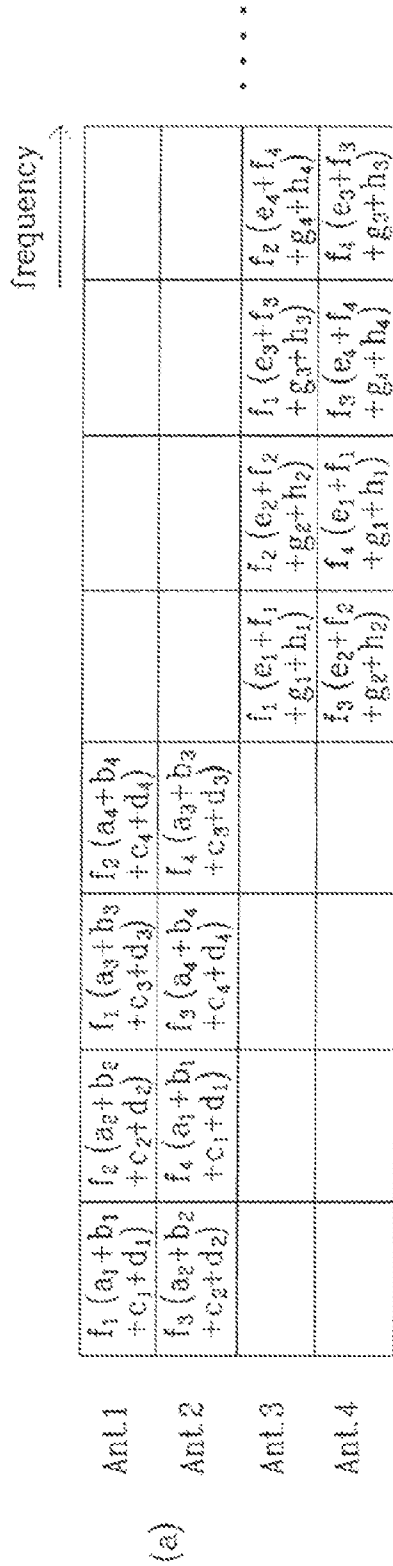 frequency
(a)
Ant.1
f₁ (a₁+b₁
+c₁+d₁)
f₂ (a₂+b₂
+c₂+d₂)
f₁ (a₃+b₃
+c₃+d₃)
f₂ (a₄+b₄
+c₄+d₄)
Ant.2
f₃ (a₂+b₂
+c₂+d₂)
f₄ (a₁+b₁
+c₁+d₁)
f₃ (a₄+b₄
+c₄+d₄)
f₄ (a₃+b₃
+c₃+d₃)
Ant.3
f₁ (e₁+f₁
+g₁+h₁)
f₂ (e₂+f₂
+g₂+h₂)
f₁ (e₃+f₃
+g₃+h₃)
f₂ (e₄+f₄
+g₄+h₄)
Ant.4
f₃ (e₂+f₂
+g₂+h₂)
f₄ (e₁+f₁
+g₁+h₁)
f₃ (e₄+f₄
+g₄+h₄)
f₄ (e₃+f₃
+g₃+h₃)